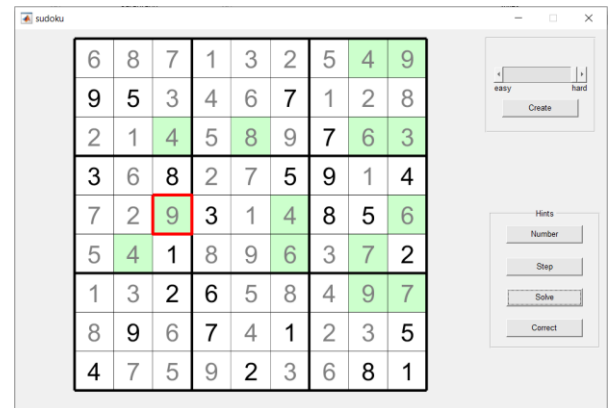 sudoku
6 8 7 1 3 2 5 4 9
9 5 3 4 6 7 1 2 8
2 1 4 5 8 9 7 6 3
3 6 8 2 7 5 9 1 4
7 2 9 3 1 4 8 5 6
5 4 1 8 9 6 3 7 2
1 3 2 6 5 8 4 9 7
8 9 6 7 4 1 2 3 5
4 7 5 9 2 3 6 8 1
easy hard
Create
Hints
Number
Step
Solve
Correct